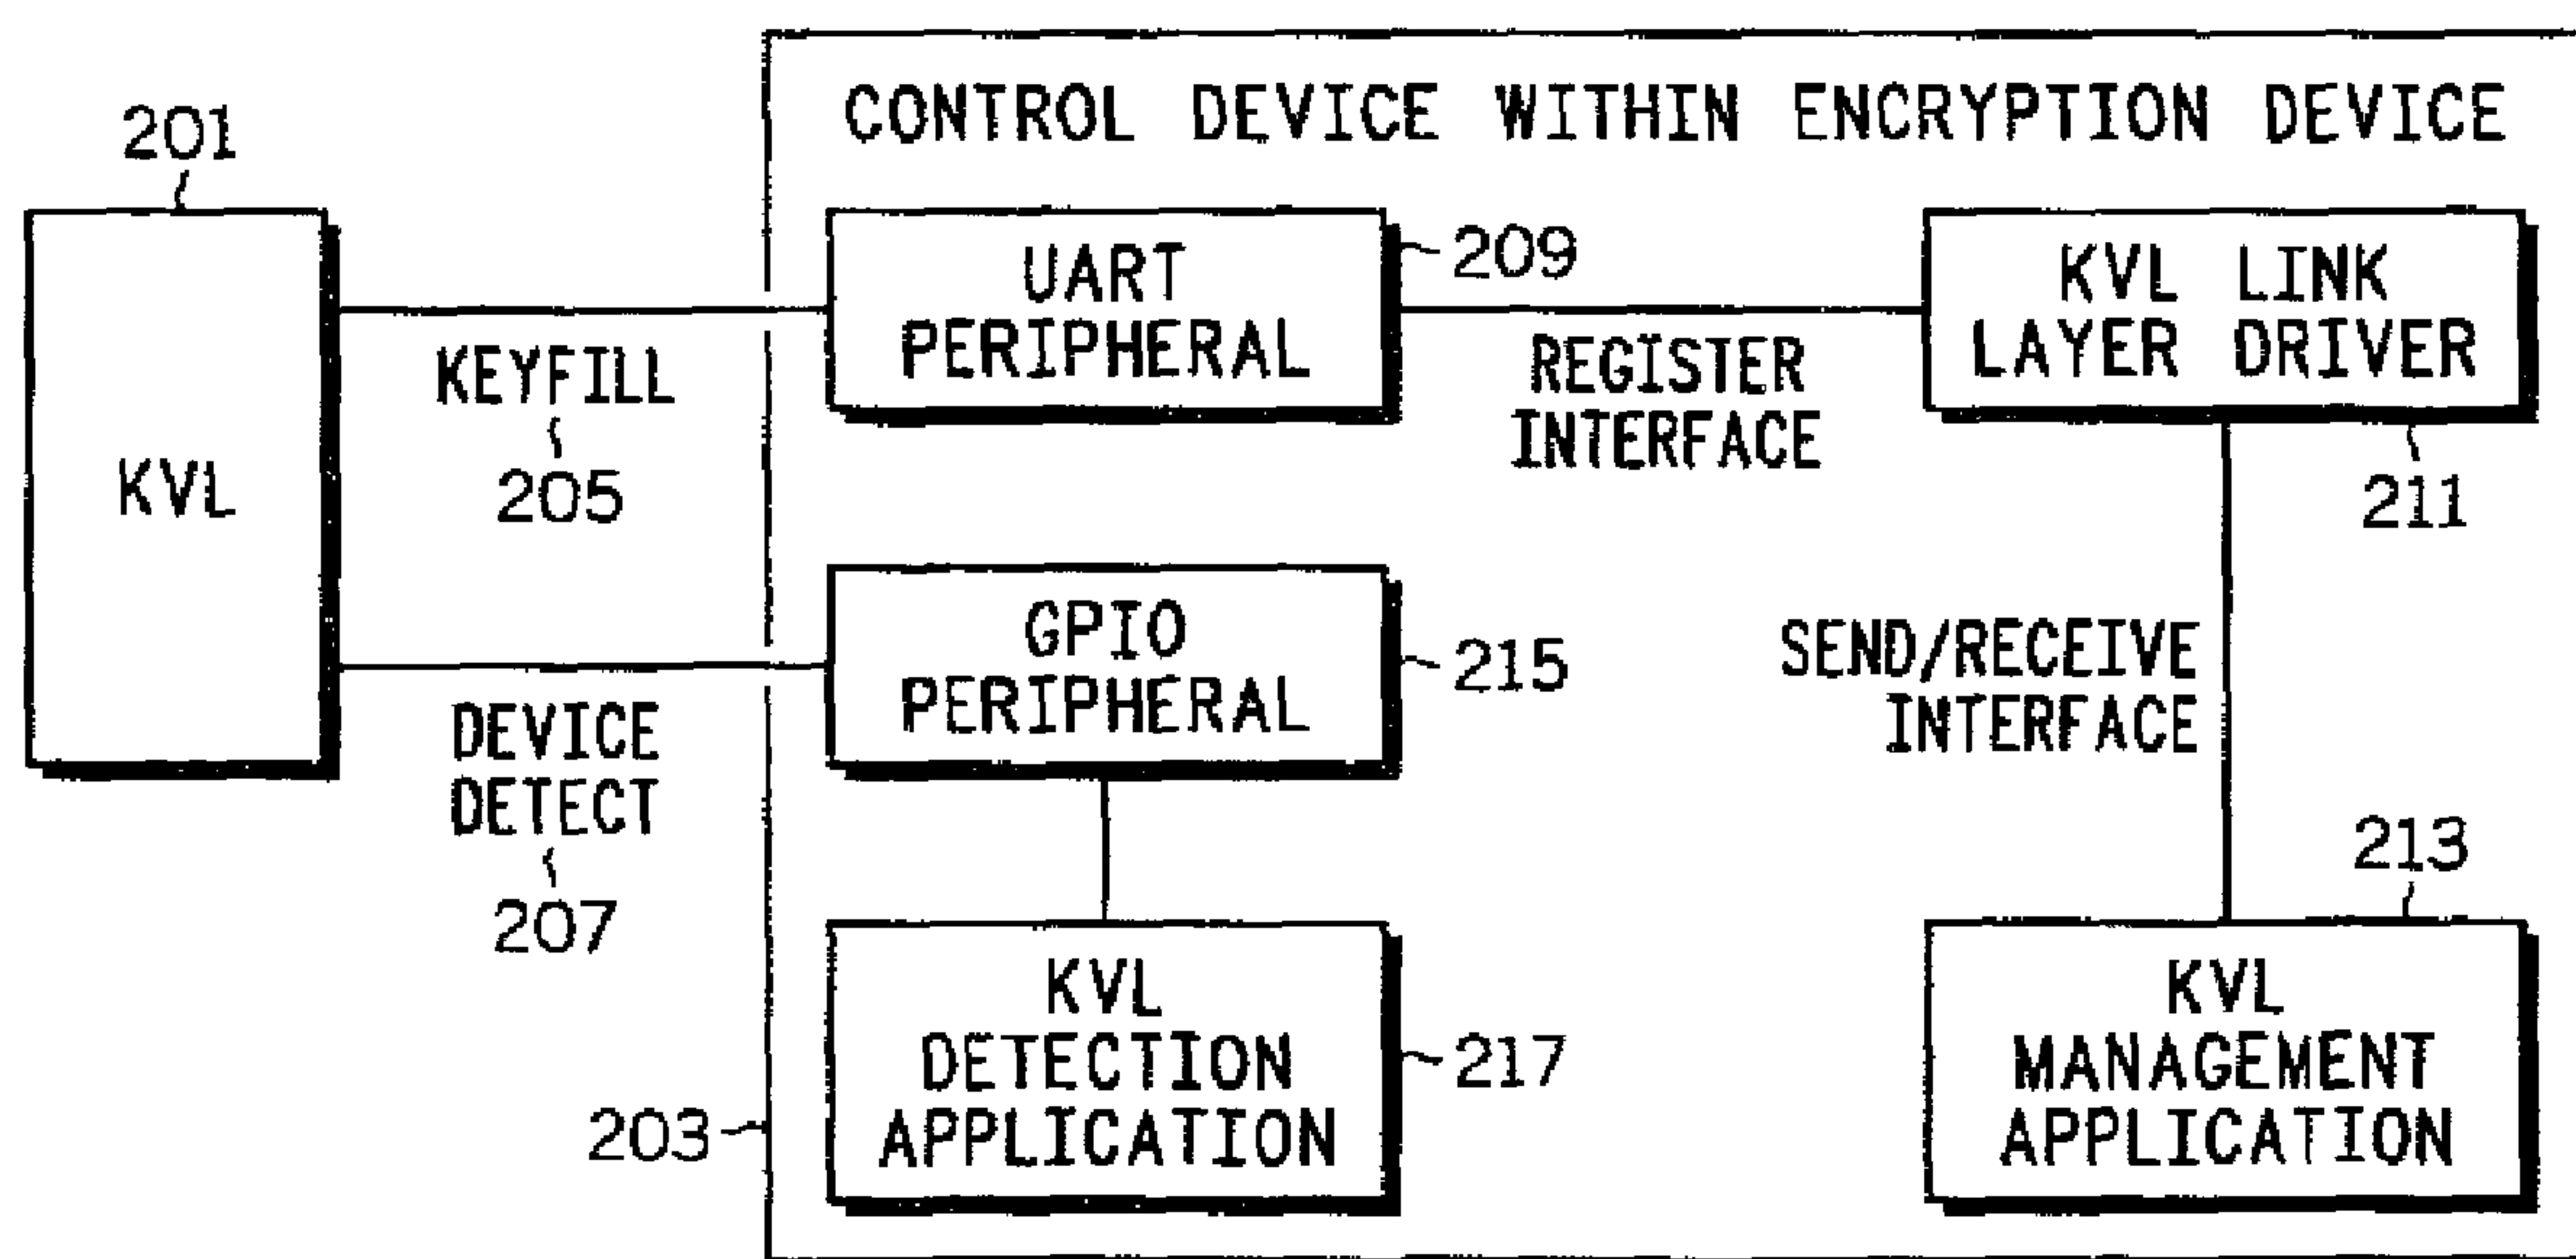 CONTROL DEVICE WITHIN ENCRYPTION DEVICE
201
KVL
KEYFILL
205
DEVICE
DETECT
207
203
UART
PERIPHERAL
209
REGISTER
INTERFACE
KVL LINK
LAYER DRIVER
211
GPIO
PERIPHERAL
215
SEND/RECEIVE
INTERFACE
KVL
DETECTION
APPLICATION
217
213
KVL
MANAGEMENT
APPLICATION